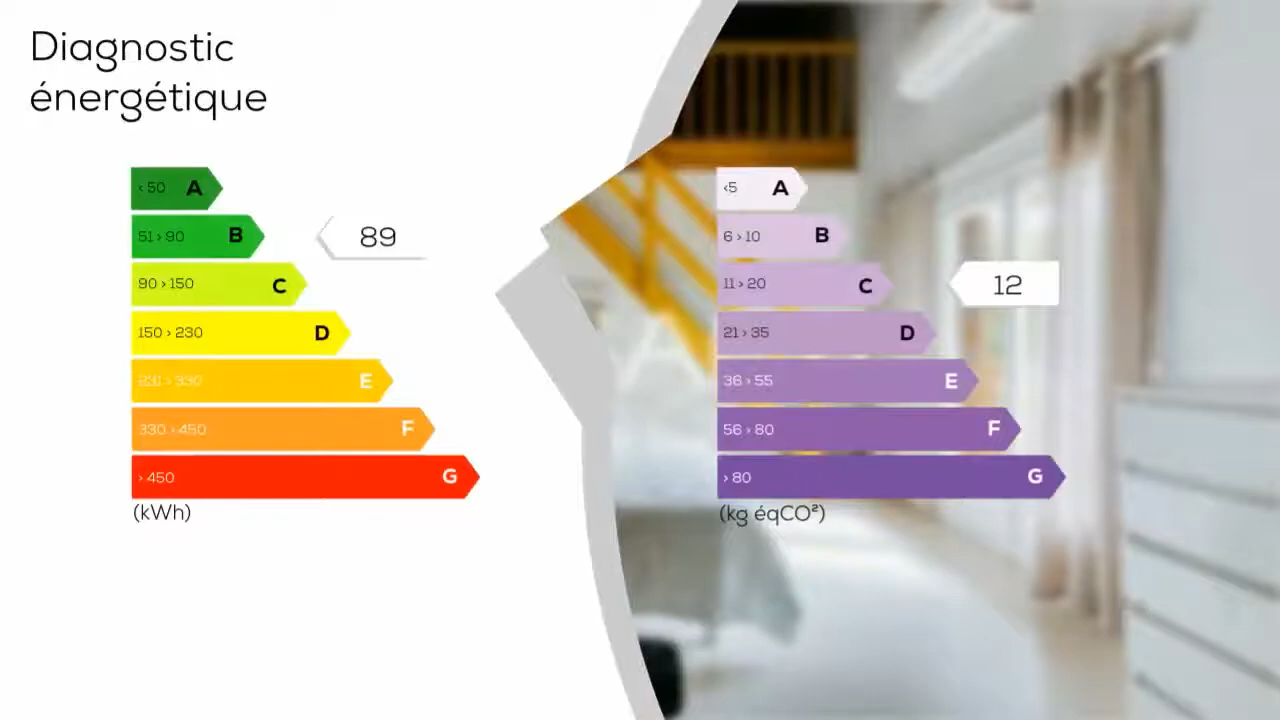 Diagnostic
énergétique
‹ 50 A
51 › 90 B
89
90 › 150 C
150 › 230 D
230 › 330 E
330 › 450 F
› 450 G
(kWh)
‹5 A
6 › 10 B
11 › 20 C
12
21 › 35 D
36 › 55 E
56 › 80 F
› 80 G
(kg éqCO²)